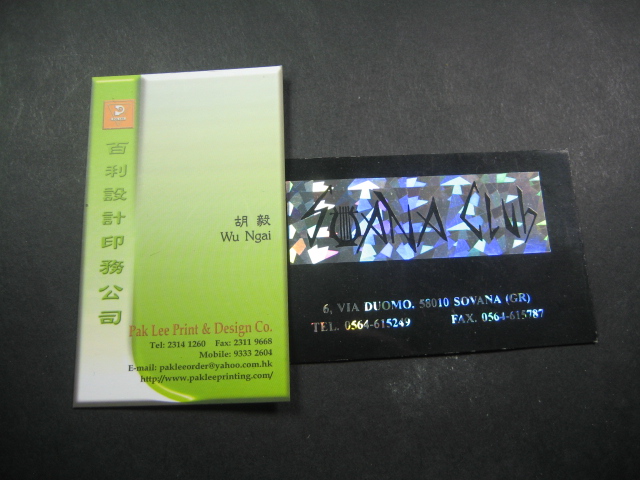 百利設計印務公司
胡 毅
Wu Ngai
Pak Lee Print & Design Co.
Tel: 2314 1260 Fax: 2311 9668
Mobile: 9333 2604
E-mail: pakleeorder@yahoo.com.hk
http://www.pakleeprinting.com/
SUANA CLUb
6, VIA DUOMO. 58010 SOVANA (GR)
TEL. 0564-615249 FAX. 0564-615787